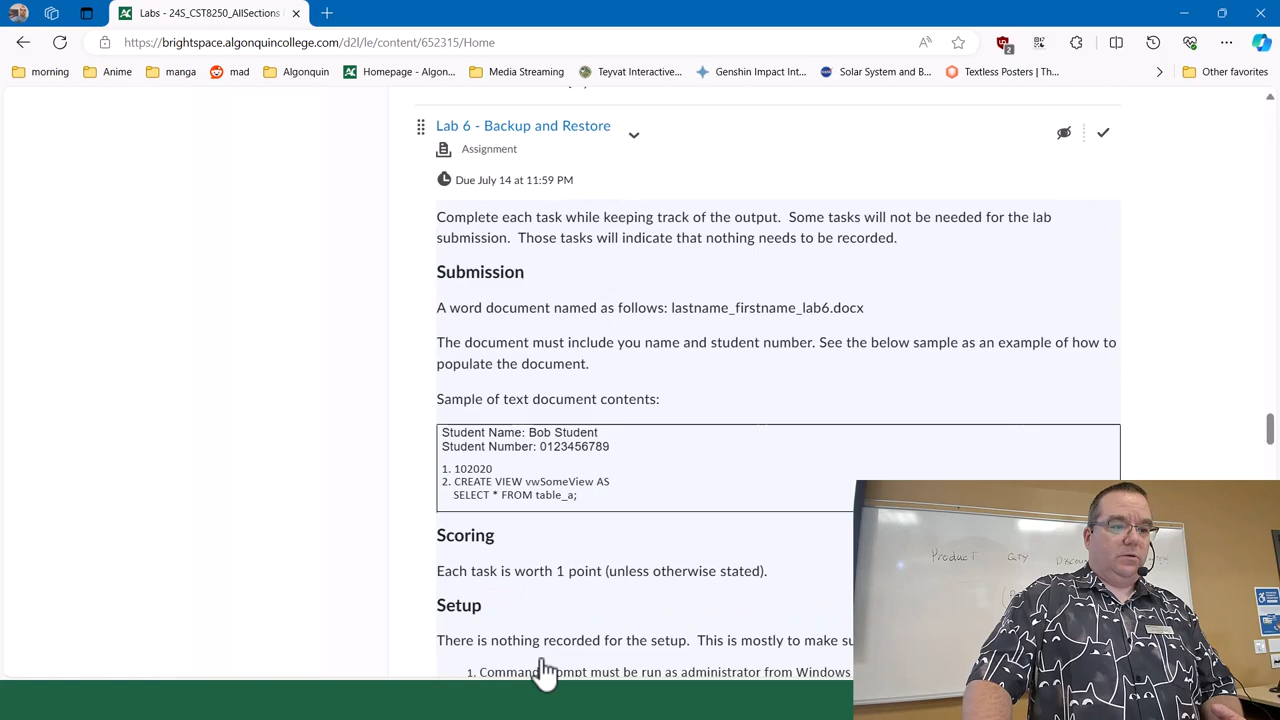 Labs - 24S_CST8250_AllSections
https://brightspace.algonquincollege.com/d2l/le/content/652315/Home
2
morning
Anime
manga
mad
Algonquin
Homepage - Algon...
Media Streaming
Teyvat Interactive...
Genshin Impact Int...
Solar System and B...
Textless Posters | Th...
Other favorites
Lab 6 - Backup and Restore
Assignment
Due July 14 at 11:59 PM
Complete each task while keeping track of the output. Some tasks will not be needed for the lab
submission. Those tasks will indicate that nothing needs to be recorded.
Submission
A word document named as follows: lastname_firstname_lab6.docx
The document must include you name and student number. See the below sample as an example of how to
populate the document.
Sample of text document contents:
Student Name: Bob Student
Student Number: 0123456789
1. 102020
2. CREATE VIEW vwSomeView AS
SELECT * FROM table_a;
Scoring
Each task is worth 1 point (unless otherwise stated).
Setup
There is nothing recorded for the setup. This is mostly to make su
1. Command Prompt must be run as administrator from Windows
Product Qty